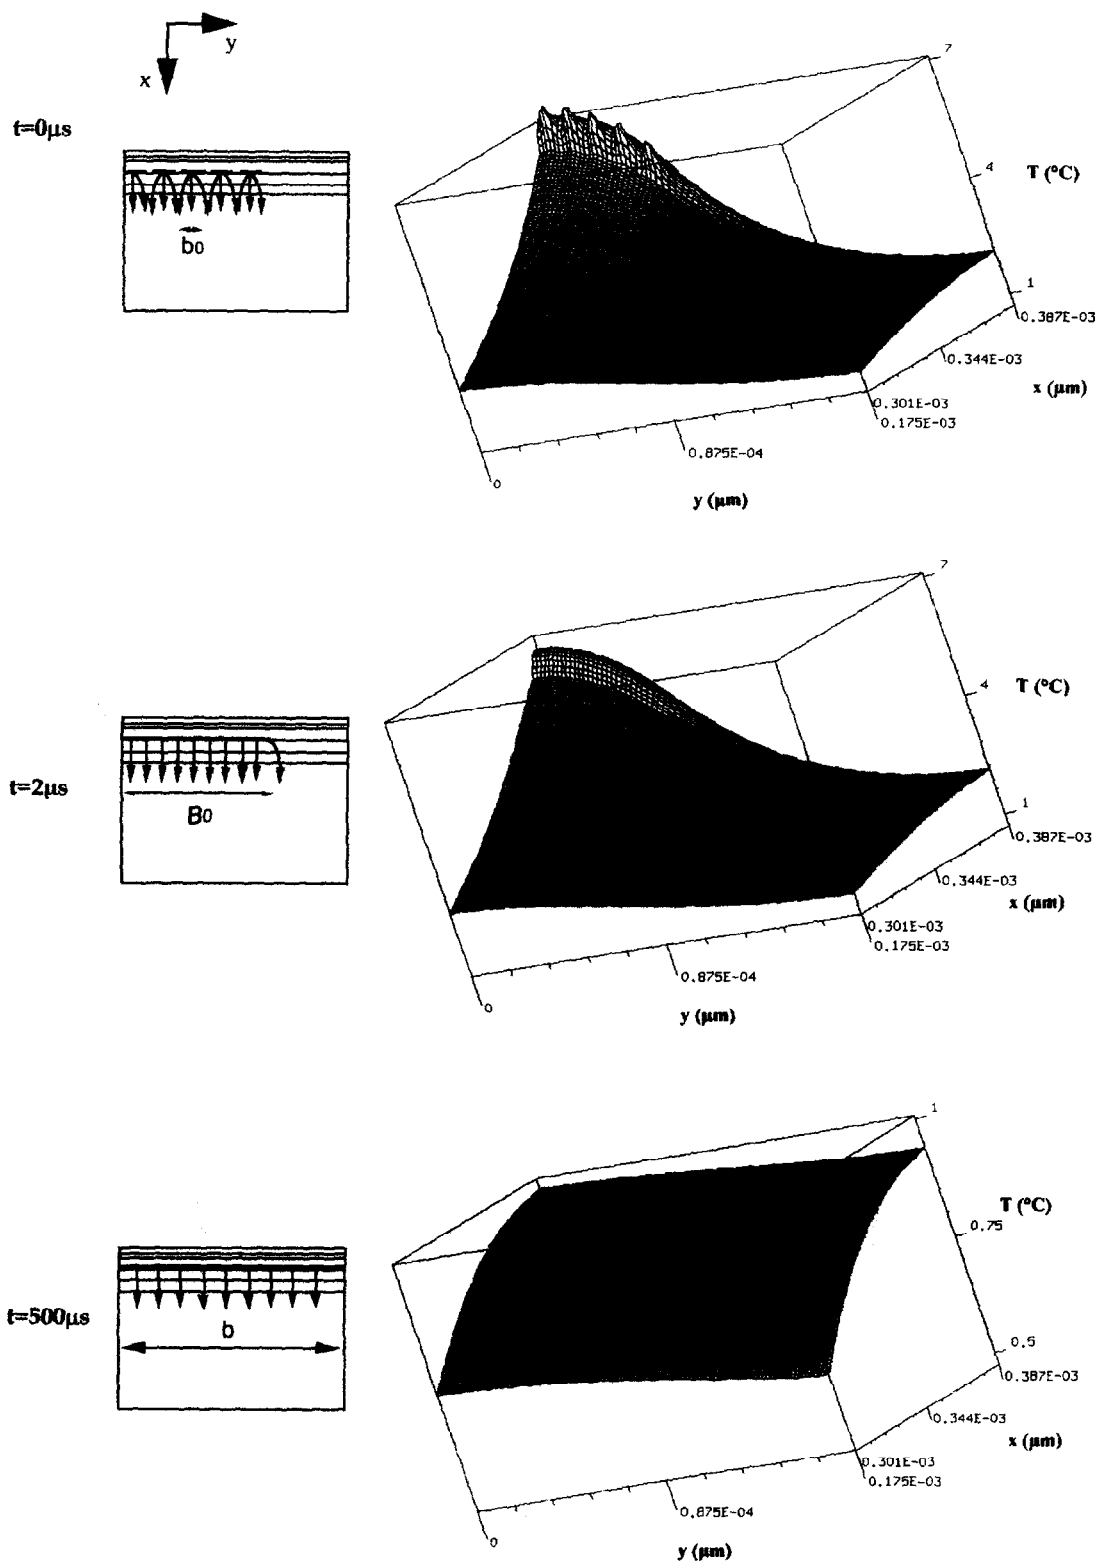 y
x
t=0μs
b0
7
4
T (°C)
1
0.387E-03
0.344E-03
x (μm)
0.301E-03
0.175E-03
0.875E-04
0
y (μm)
t=2μs
B0
7
4
T (°C)
1
0.387E-03
0.344E-03
x (μm)
0.301E-03
0.175E-03
0.875E-04
0
y (μm)
t=500μs
b
1
T (°C)
0.75
0.5
0.387E-03
0.344E-03
x (μm)
0.301E-03
0.175E-03
0.875E-04
0
y (μm)